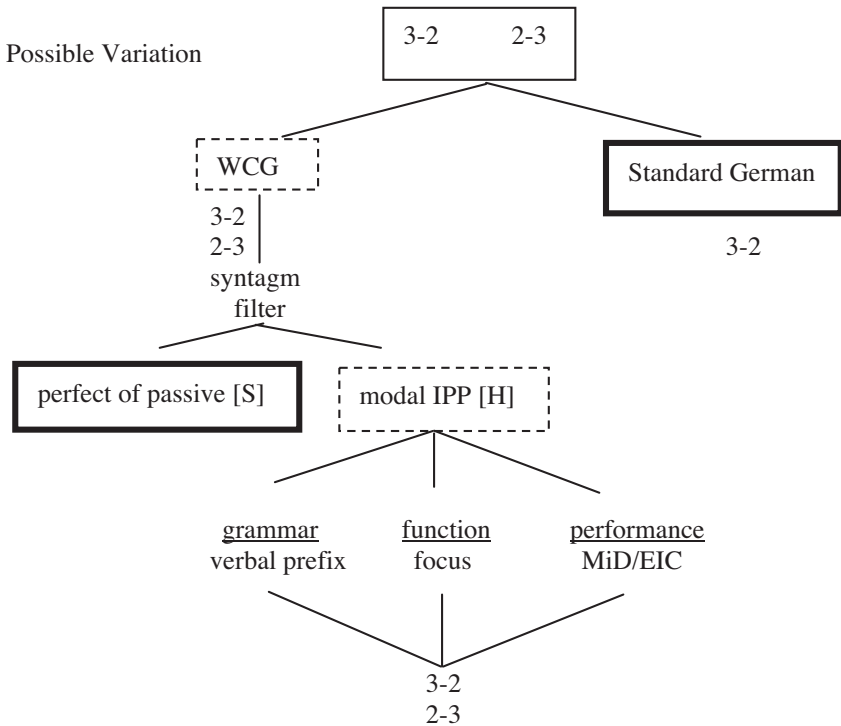 3-2 2-3
Possible Variation
WCG
Standard German
3-2
2-3
3-2
syntagm
filter
perfect of passive [S]
modal IPP [H]
grammar function performance
verbal prefix focus MiD/EIC
3-2
2-3